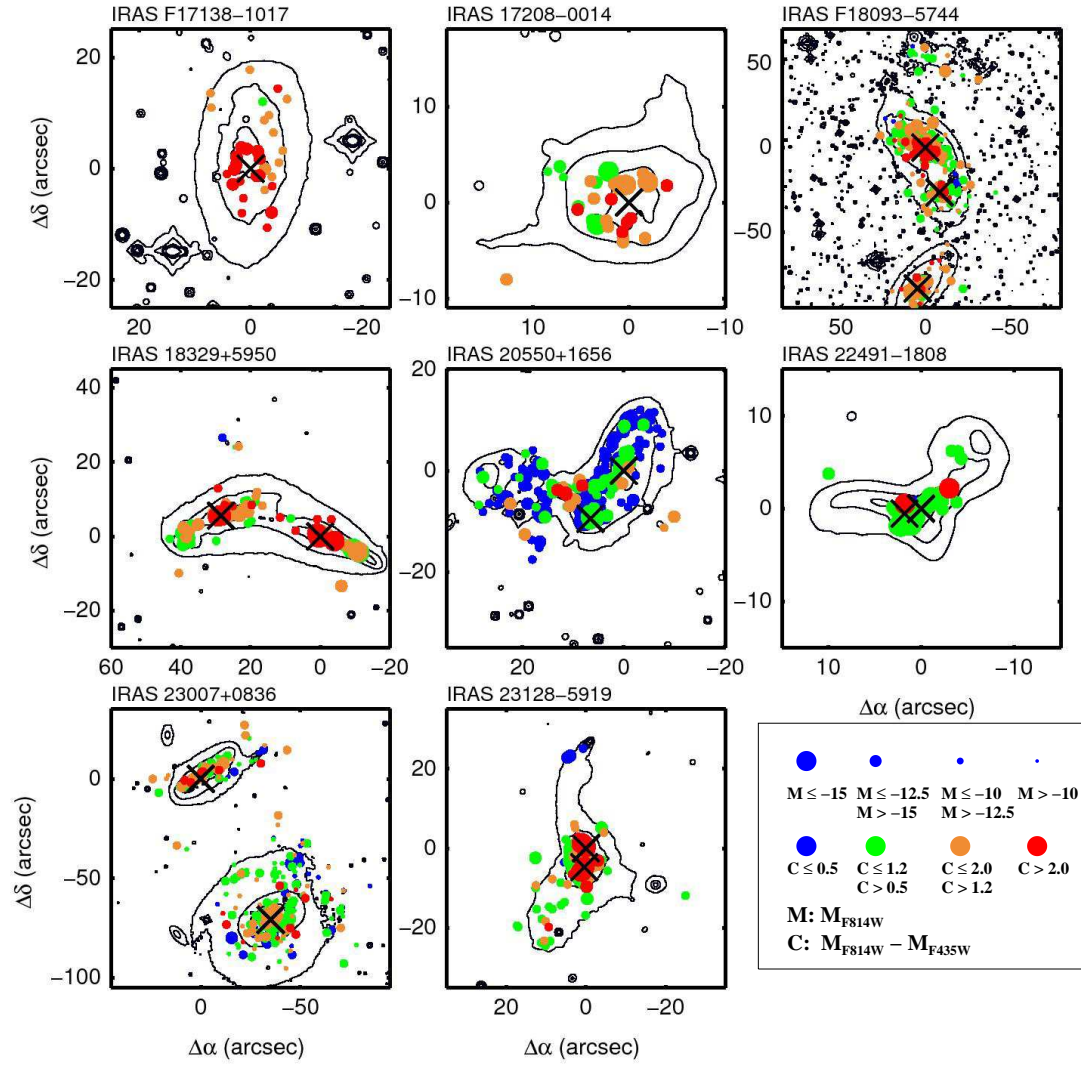 IRAS F17138−1017
IRAS 17208−0014
IRAS F18093−5744
Δδ (arcsec)
20
0
−20
20
0
−20
10
0
−10
10
0
−10
50
0
−50
50
0
−50
IRAS 18329+5950
IRAS 20550+1656
IRAS 22491−1808
Δδ (arcsec)
40
20
0
−20
60
40
20
0
−20
20
0
−20
20
0
−20
10
0
−10
10
0
−10
Δα (arcsec)
IRAS 23007+0836
IRAS 23128−5919
Δδ (arcsec)
0
−50
−100
0
−50
Δα (arcsec)
20
0
−20
20
0
−20
Δα (arcsec)
M ≤ −15 M ≤ −12.5 M ≤ −10 M > −10
M > −15 M > −12.5
C ≤ 0.5 C ≤ 1.2 C ≤ 2.0 C > 2.0
C > 0.5 C > 1.2
M: M_F814W
C: M_F814W − M_F435W